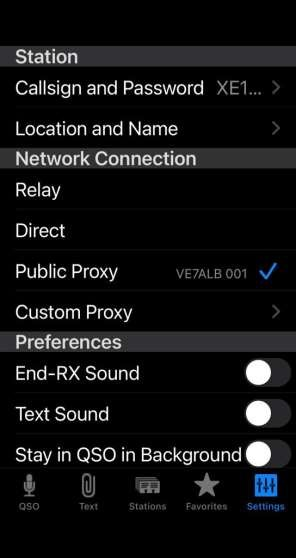 Station
Callsign and Password XE1...
Location and Name
Network Connection
Relay
Direct
Public Proxy VE7ALB 001
Custom Proxy
Preferences
End-RX Sound
Text Sound
Stay in QSO in Background
QSO Text Stations Favorites Settings